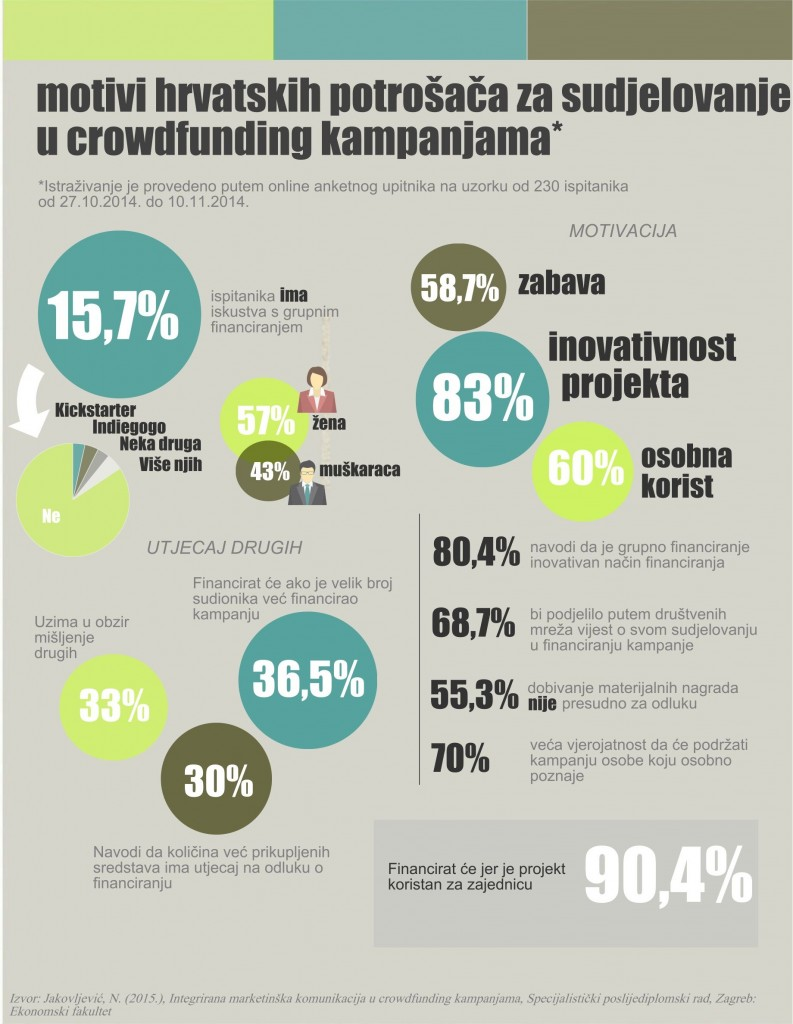 motivi hrvatskih potrošača za sudjelovanje
u crowdfunding kampanjama*
*Istraživanje je provedeno putem online anketnog upitnika na uzorku od 230 ispitanika
od 27.10.2014. do 10.11.2014.
15,7%
ispitanika ima
iskustva s grupnim
financiranjem
Kickstarter
Indiegogo
Neka druga
Više njih
Ne
57%
žena
43%
muškaraca
MOTIVACIJA
58,7%
zabava
83%
inovativnost
projekta
60%
osobna
korist
UTJECAJ DRUGIH
Financirat će ako je velik broj
sudionika već financirao
kampanju
36,5%
Uzima u obzir
mišljenje
drugih
33%
30%
Navodi da količina već prikupljenih
sredstava ima utjecaj na odluku o
financiranju
80,4%
navodi da je grupno financiranje
inovativan način financiranja
68,7%
bi podjelilo putem društvenih
mreža vijest o svom sudjelovanju
u financiranju kampanje
55,3%
dobivanje materijalnih nagrada
nije presudno za odluku
70%
veća vjerojatnost da će podržati
kampanju osobe koju osobno
poznaje
Financirat će jer je projekt
koristan za zajednicu
90,4%
Izvor: Jakovljević, N. (2015.), Integrirana marketinška komunikacija u crowdfunding kampanjama, Specijalistički poslijediplomski rad, Zagreb:
Ekonomski fakultet